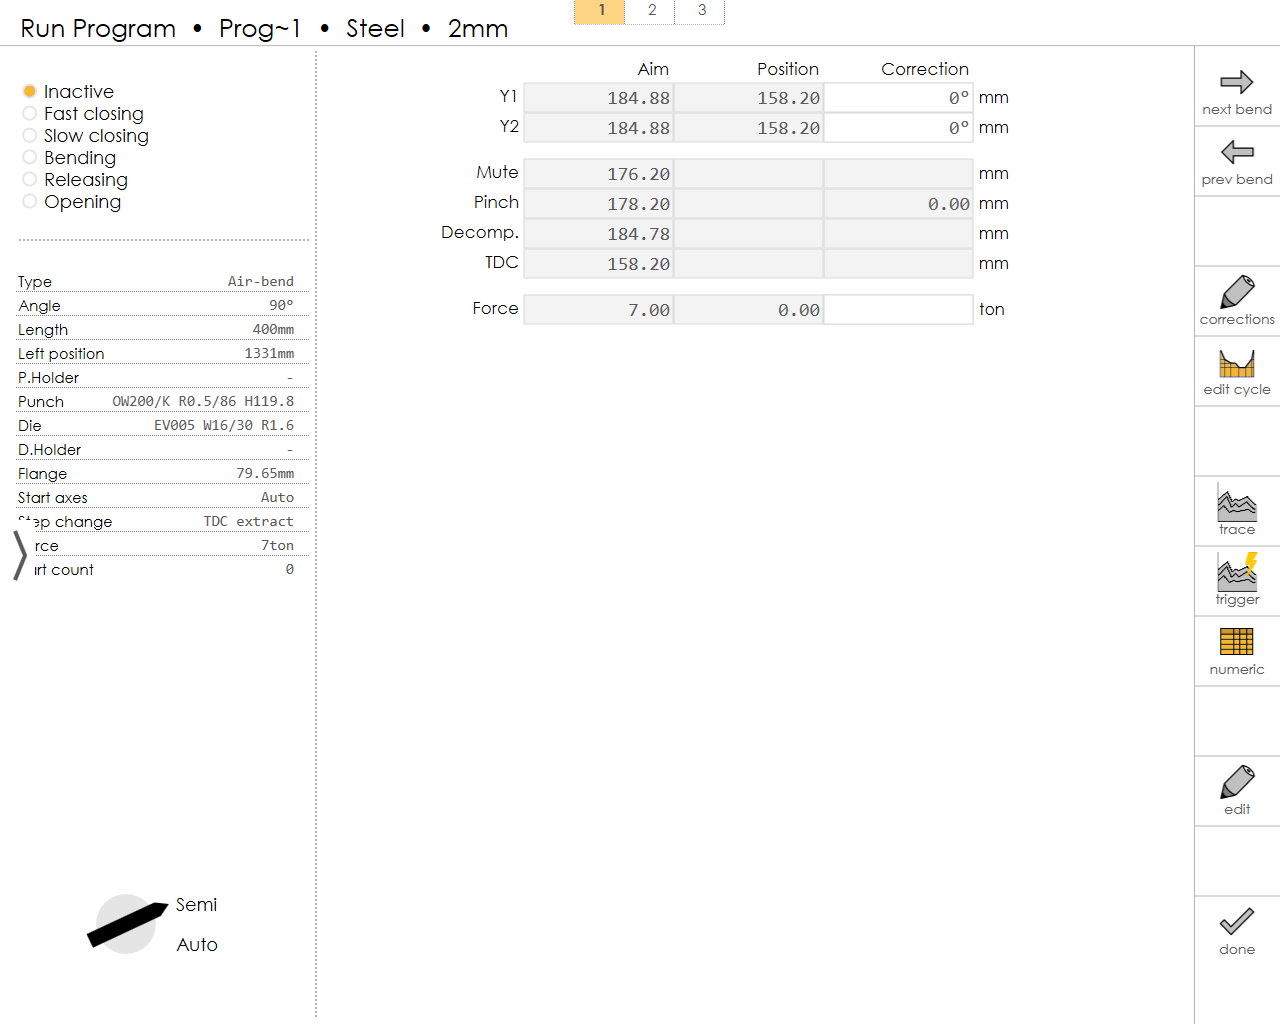 1 2 3
Run Program • Prog~1 • Steel • 2mm
Aim Position Correction
Y1 184.88 158.20 0° mm
Y2 184.88 158.20 0° mm
Mute 176.20 mm
Pinch 178.20 0.00 mm
Decomp. 184.78 mm
TDC 158.20 mm
Force 7.00 0.00 ton
Inactive
Fast closing
Slow closing
Bending
Releasing
Opening
Type Air-bend
Angle 90°
Length 400mm
Left position 1331mm
P.Holder -
Punch OW200/K R0.5/86 H119.8
Die EV005 W16/30 R1.6
D.Holder -
Flange 79.65mm
Start axes Auto
Step change TDC extract
rce 7ton
rt count 0
Semi
Auto
next bend
prev bend
corrections
edit cycle
trace
trigger
numeric
edit
done